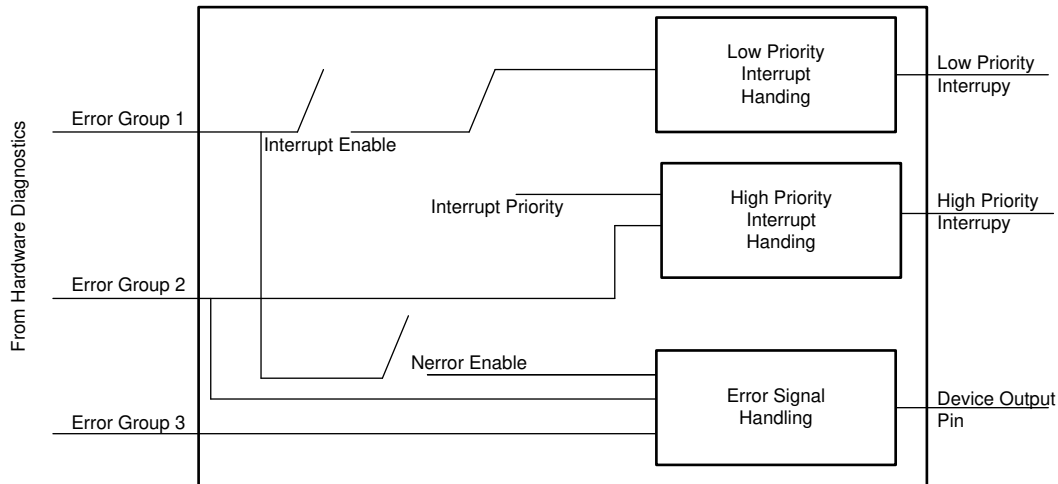 Low Priority
Interrupt
Handing
Low Priority
Interrupy
Error Group 1
Interrupt Enable
High Priority
Interrupt
Handing
High Priority
Interrupy
Interrupt Priority
From Hardware Diagnostics
Error Group 2
Nerror Enable
Error Signal
Handling
Device Output
Pin
Error Group 3